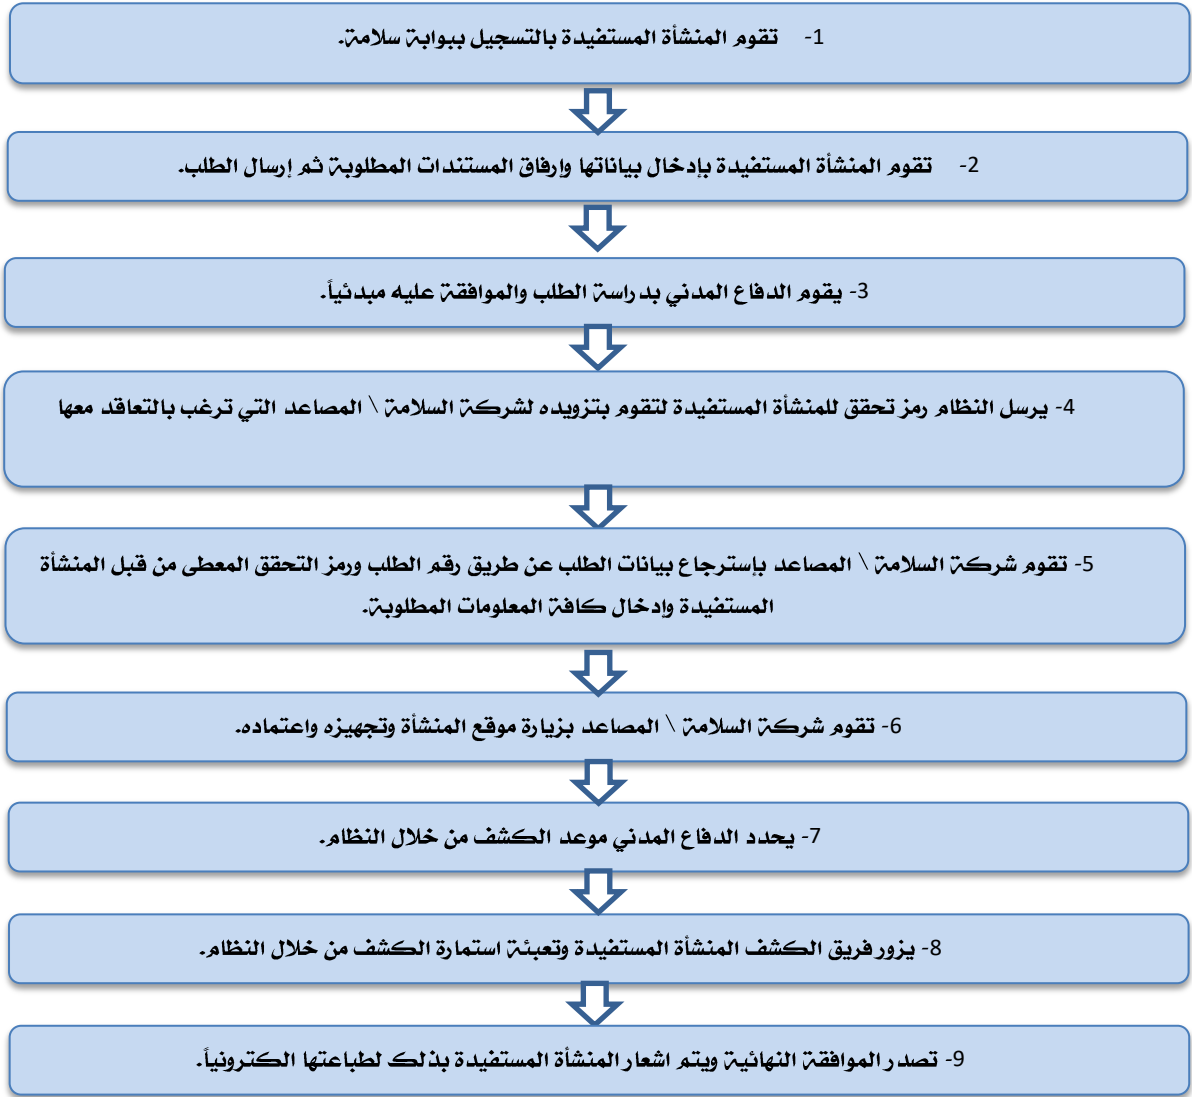 1- تقوم المنشأة المستفيدة بالتسجيل ببوابة سلامة.
2- تقوم المنشأة المستفيدة بإدخال بياناتها وإرفاق المستندات المطلوبة ثم إرسال الطلب.
3- يقوم الدفاع المدني بدراسة الطلب والموافقة عليه مبدئياً.
4- يرسل النظام رمز تحقق للمنشأة المستفيدة لتقوم بتزويده لشركة السلامة \ المصاعد التي ترغب بالتعاقد معها
5- تقوم شركة السلامة \ المصاعد بإسترجاع بيانات الطلب عن طريق رقم الطلب ورمز التحقق المعطى من قبل المنشأة
المستفيدة وإدخال كافة المعلومات المطلوبة.
6- تقوم شركة السلامة \ المصاعد بزيارة موقع المنشأة وتجهيزه واعتماده.
7- يحدد الدفاع المدني موعد الكشف من خلال النظام.
8- يزور فريق الكشف المنشأة المستفيدة وتعبئة استمارة الكشف من خلال النظام.
9- تصدر الموافقة النهائية ويتم اشعار المنشأة المستفيدة بذلك لطباعتها الكترونياً.